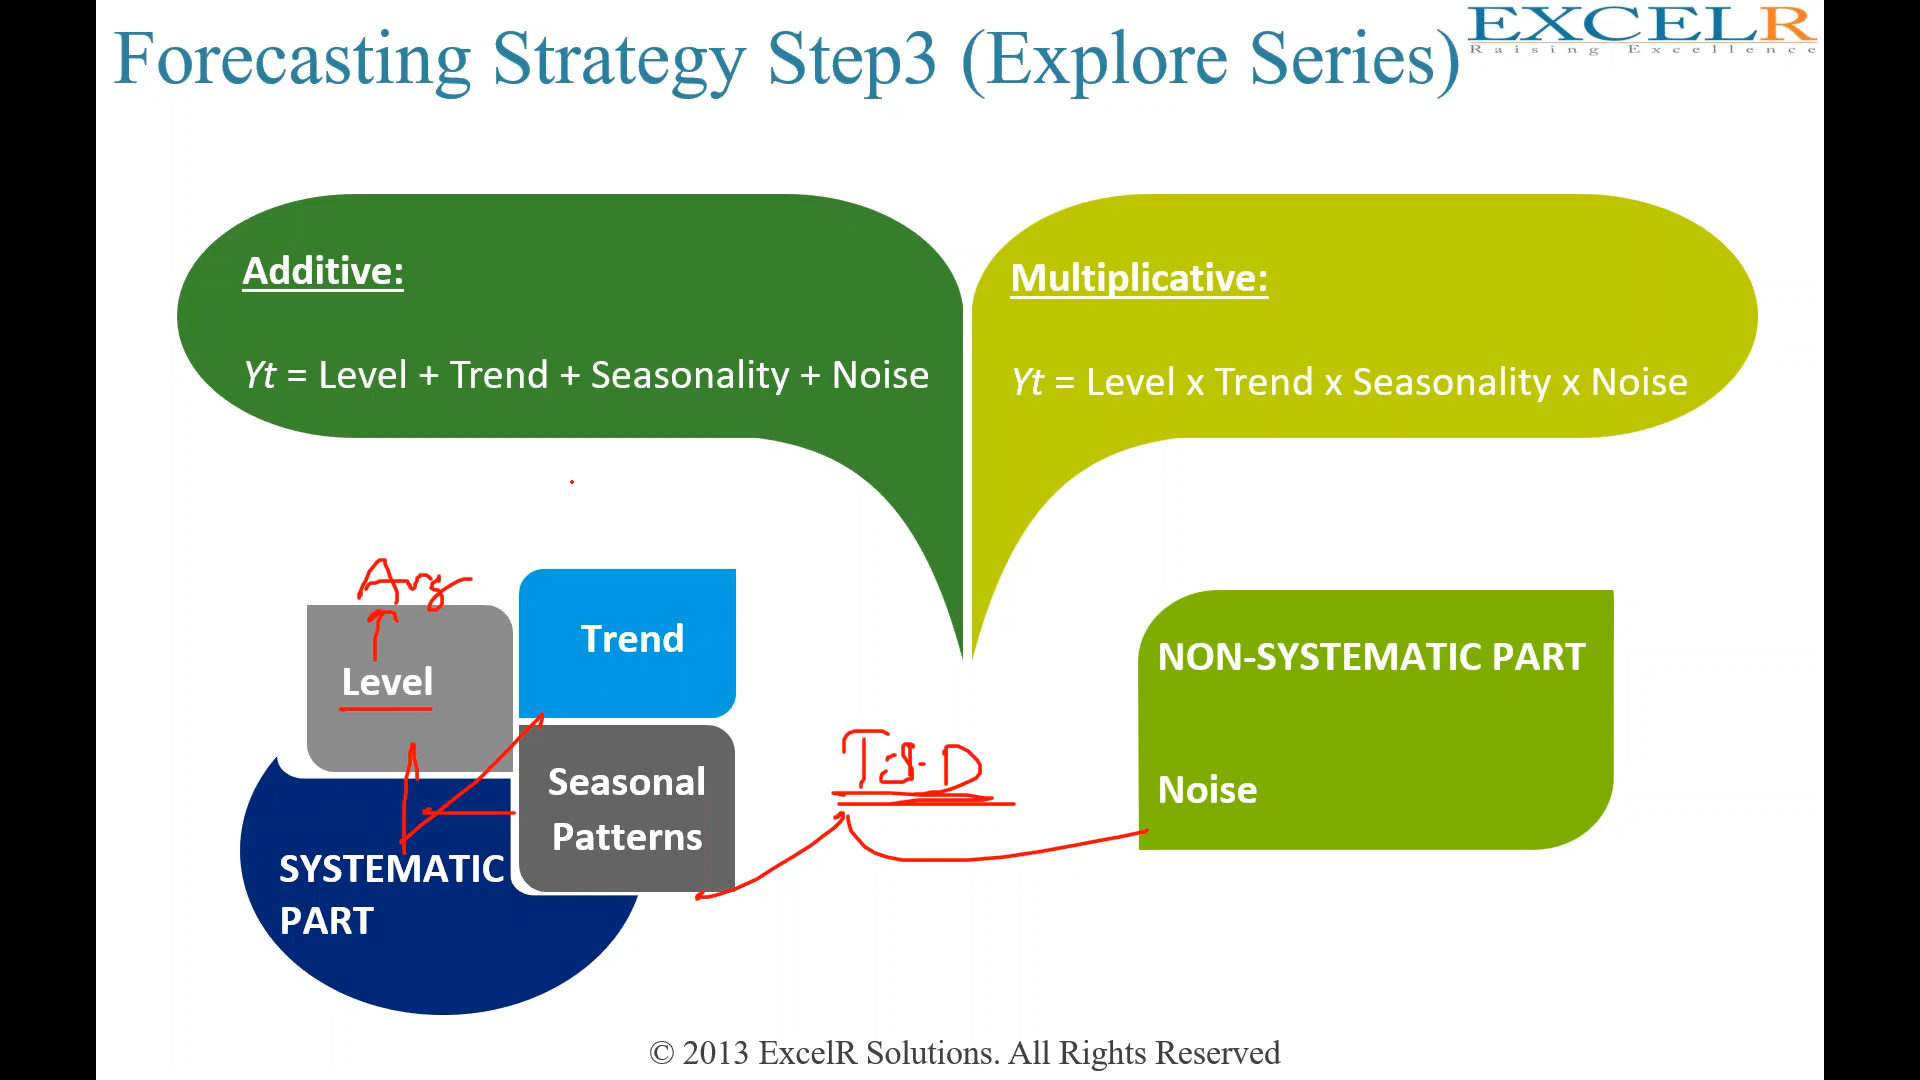 Forecasting Strategy Step3 (Explore Series)
EXCELR
Raising Excellence
Additive:
Yt = Level + Trend + Seasonality + Noise
Multiplicative:
Yt = Level x Trend x Seasonality x Noise
Avg
Level
Trend
Seasonal
Patterns
SYSTEMATIC
PART
T.S.D
NON-SYSTEMATIC PART
Noise
© 2013 ExcelR Solutions. All Rights Reserved